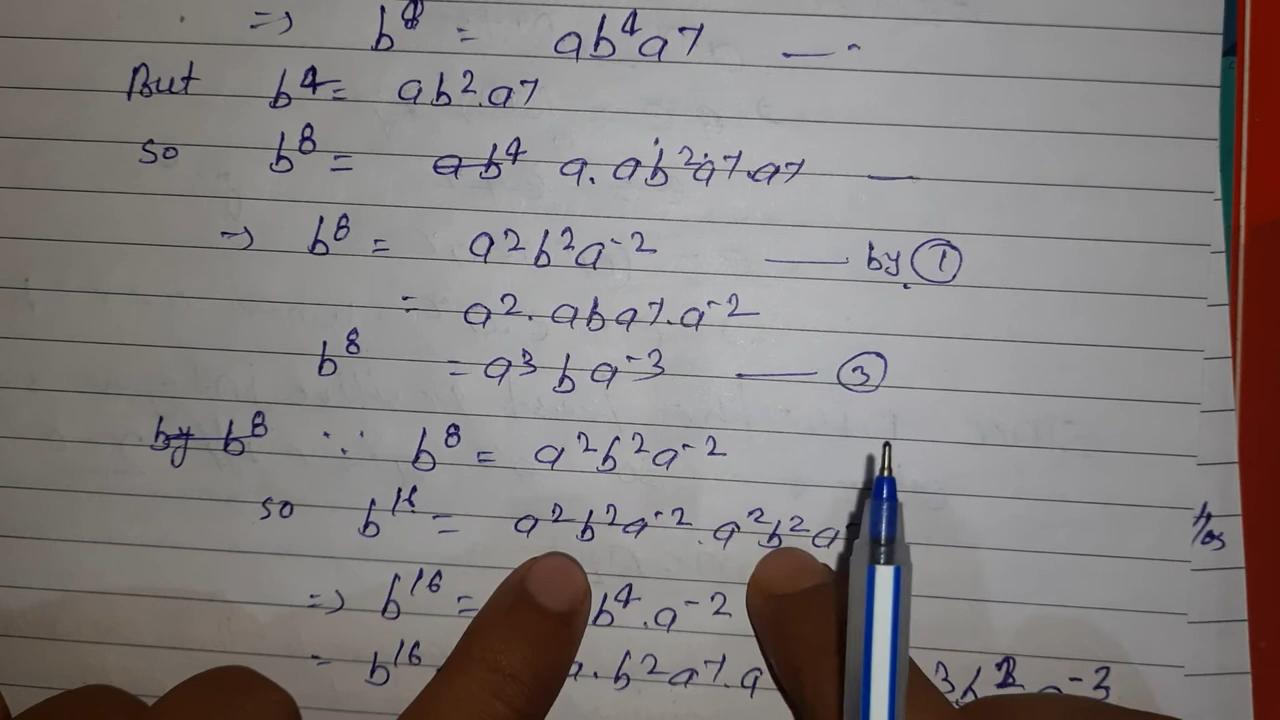 ⇒ b⁸ = ab⁴a7 —
But b⁴ = ab².a7
so b⁸ = ab⁴ a.ab²a7.a7 —
⇒ b⁸ = a²b²a⁻² — by ①
= a².aba7.a⁻²
b⁸ = a³ba⁻³ — ③
by b⁸ ∵ b⁸ = a²b²a⁻²
so b¹⁶ = a²b²a⁻².a²b²a
⇒ b¹⁶ = b⁴.a⁻²
= b¹⁶ a.b²a7.a